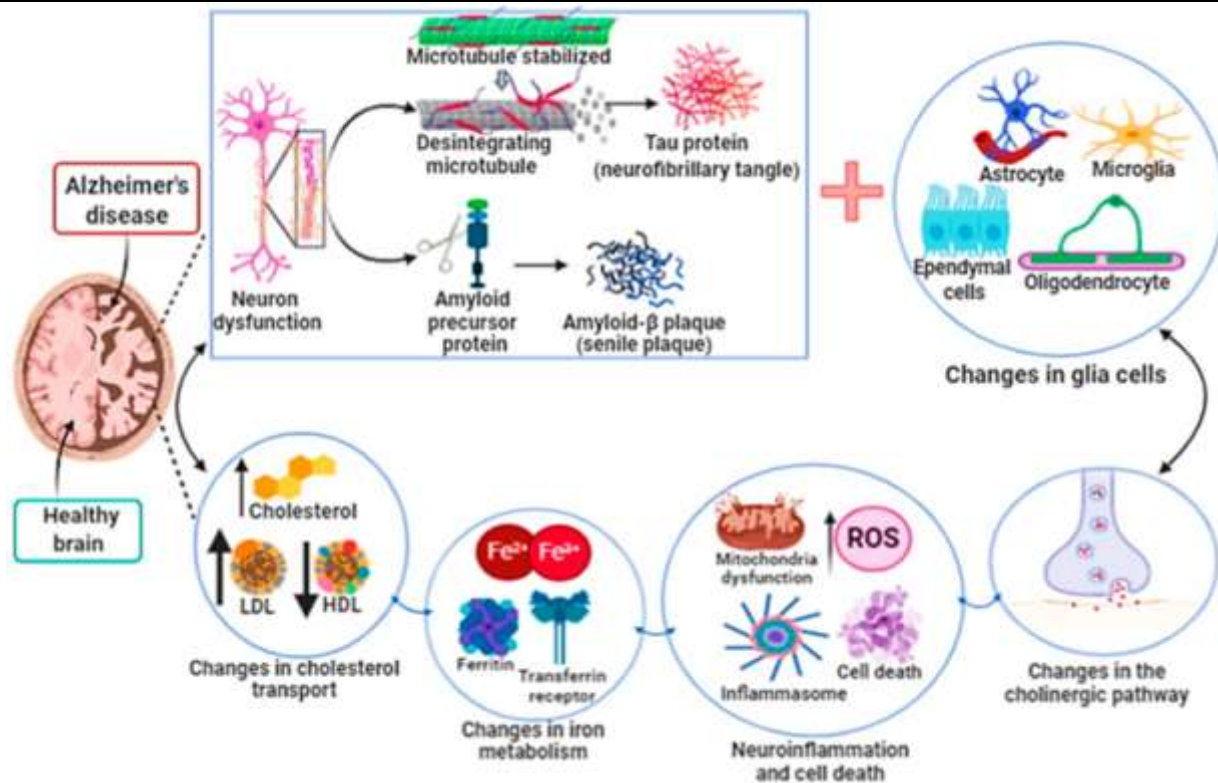 Microtubule stabilized
Desintegrating
microtubule
Tau protein
(neurofibrillary tangle)
Neuron
dysfunction
Amyloid
precursor
protein
Amyloid-β plaque
(senile plaque)
Alzheimer's
disease
Healthy
brain
Astrocyte
Microglia
Ependymal
cells
Oligodendrocyte
Changes in glia cells
Cholesterol
LDL
HDL
Changes in cholesterol
transport
Fe²⁺
Fe³⁺
Ferritin
Transferrin
receptor
Changes in iron
metabolism
Mitochondria
dysfunction
ROS
Inflammasome
Cell death
Neuroinflammation
and cell death
Changes in the
cholinergic pathway